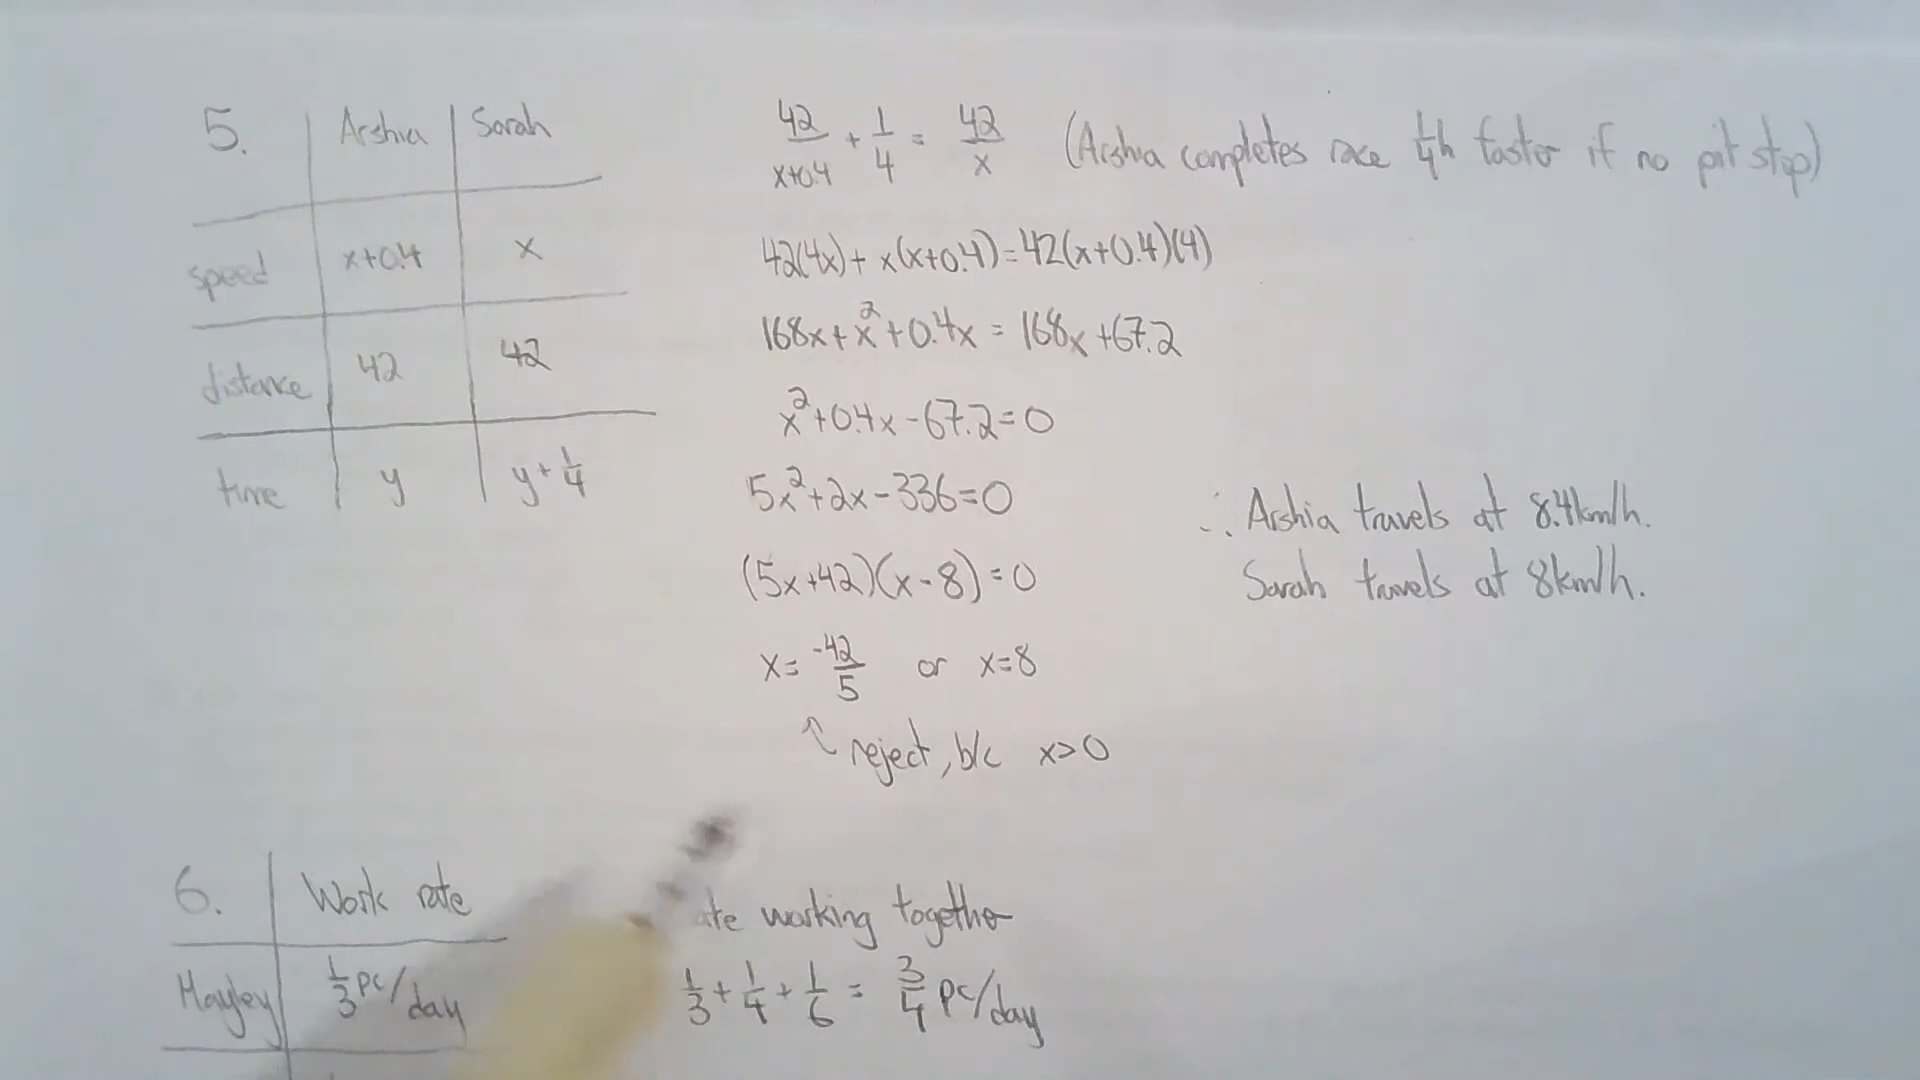 5. Arshia Sarah
speed x+0.4 x
distance 42 42
time y y+1/4
42/(x+0.4) + 1/4 = 42/x (Arshia completes race 1/4h faster if no pit stop)
42(4x)+x(x+0.4)=42(x+0.4)(4)
168x+x²+0.4x=168x+67.2
x²+0.4x-67.2=0
5x²+2x-336=0
(5x+42)(x-8)=0
x=-42/5 or x=8
↑ reject, b/c x>0
∴ Arshia travels at 8.4km/h.
Sarah travels at 8km/h.
6. Work rate
Hayley 1/3 pc/day
working together
1/3+1/4+1/6=3/4 pc/day